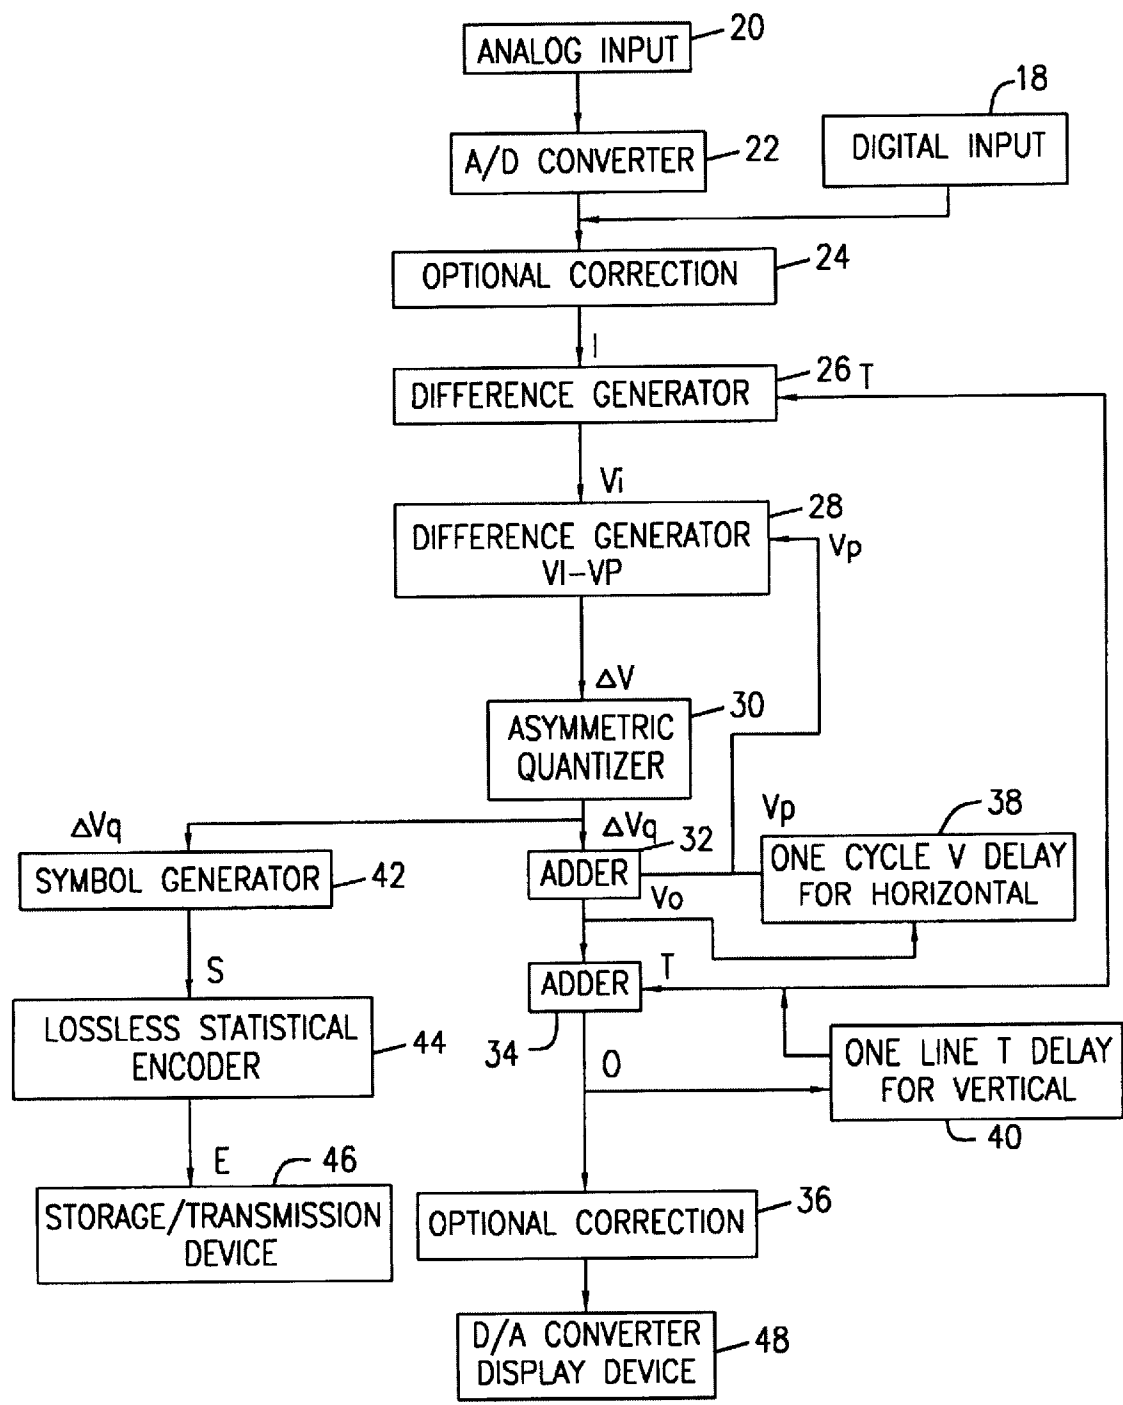 20
ANALOG INPUT
18
A/D CONVERTER
22
DIGITAL INPUT
OPTIONAL CORRECTION
24
I
26
T
DIFFERENCE GENERATOR
Vi
28
DIFFERENCE GENERATOR
VI-VP
Vp
ΔV
30
ASYMMETRIC
QUANTIZER
ΔVq
ΔVq
32
Vp
38
SYMBOL GENERATOR
42
ADDER
Vo
ONE CYCLE V DELAY
FOR HORIZONTAL
S
ADDER
T
34
LOSSLESS STATISTICAL
ENCODER
44
O
ONE LINE T DELAY
FOR VERTICAL
40
E
46
STORAGE/TRANSMISSION
DEVICE
OPTIONAL CORRECTION
36
D/A CONVERTER
DISPLAY DEVICE
48